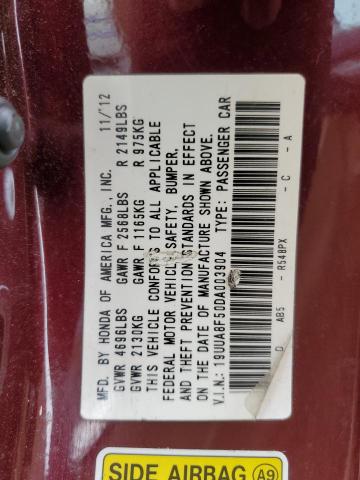 MFD. BY HONDA OF AMERICA MFG., INC. 11/'12
GVWR 4696LBS GAWR F 2568LBS R 2149LBS
GVWR 2130KG GAWR F 1165KG R 975KG
THIS VEHICLE CONFORMS TO ALL APPLICABLE
FEDERAL MOTOR VEHICLE SAFETY, BUMPER,
AND THEFT PREVENTION STANDARDS IN EFFECT
ON THE DATE OF MANUFACTURE SHOWN ABOVE.
V.I.N.: 19UUA8F50DA003904 TYPE: PASSENGER CAR
D AB5 - R548PX - C - A
SIDE AIRBAG A9